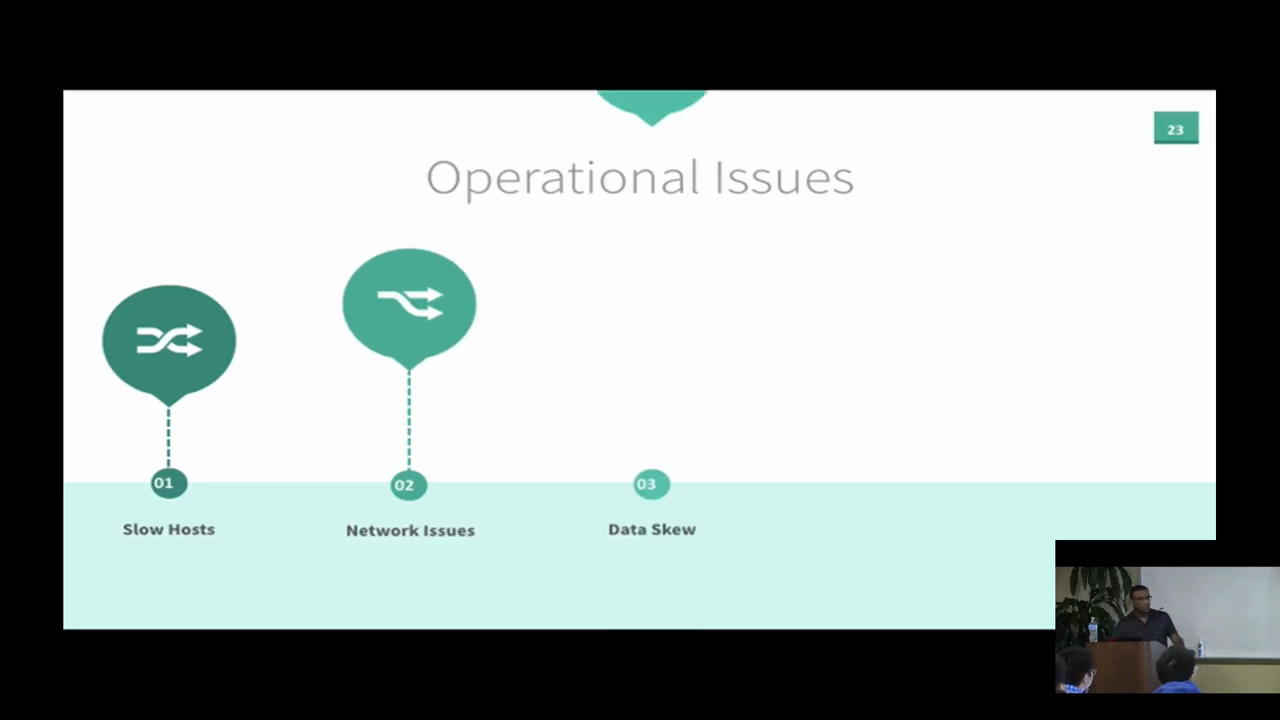 23
Operational Issues
01
02
03
Slow Hosts
Network Issues
Data Skew